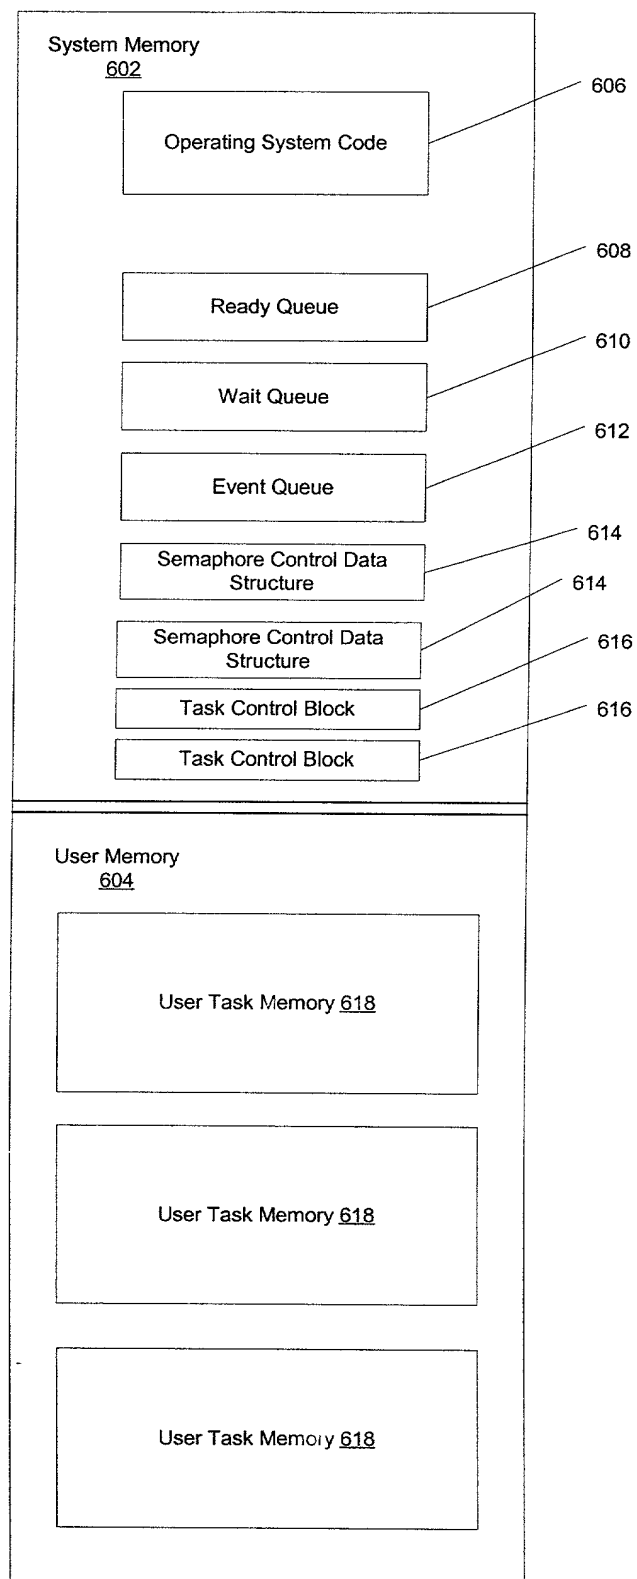 System Memory
602
606
Operating System Code
608
Ready Queue
610
Wait Queue
612
Event Queue
614
Semaphore Control Data
Structure
614
Semaphore Control Data
Structure
616
Task Control Block
616
Task Control Block
User Memory
604
User Task Memory 618
User Task Memory 618
User Task Memory 618